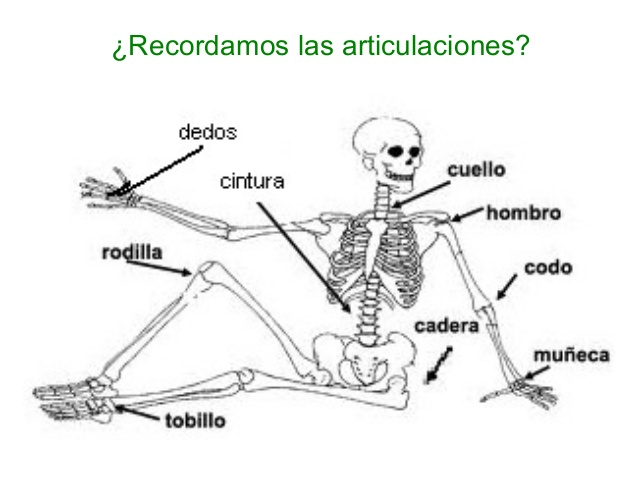 ¿Recordamos las articulaciones?
dedos
cintura
cuello
hombro
rodilla
codo
cadera
muñeca
tobillo